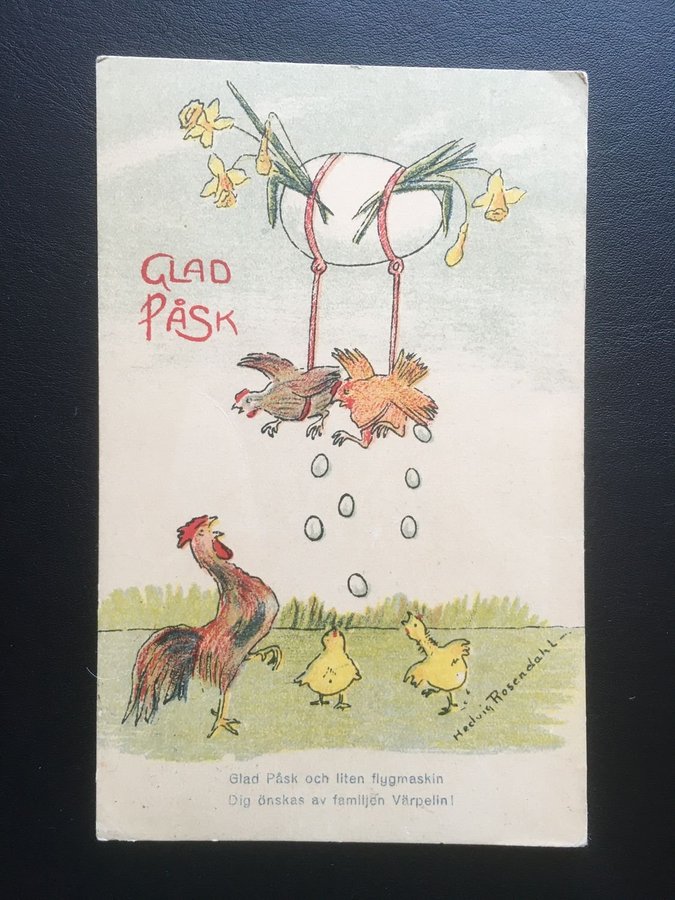 GLAD
PÅSK
Hedvig Rosendahl
Glad Påsk och liten flygmaskin
Dig önskas av familjen Värpelin!